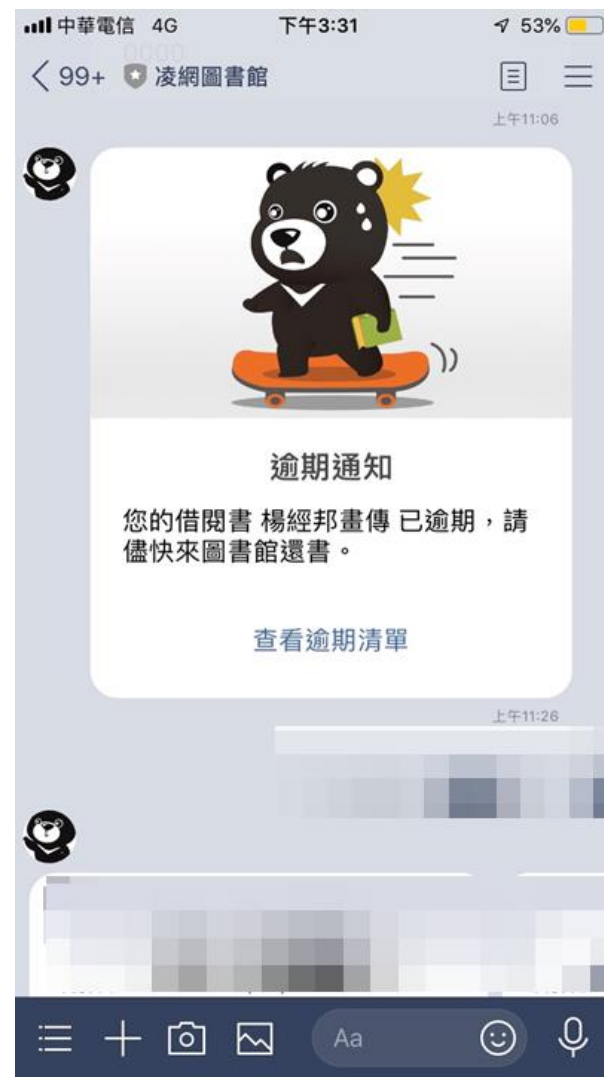 中華電信 4G 下午3:31 53%
99+ 凌網圖書館
上午11:06
逾期通知
您的借閱書 楊經邦畫傳 已逾期，請
儘快來圖書館還書。
查看逾期清單
上午11:26
Aa